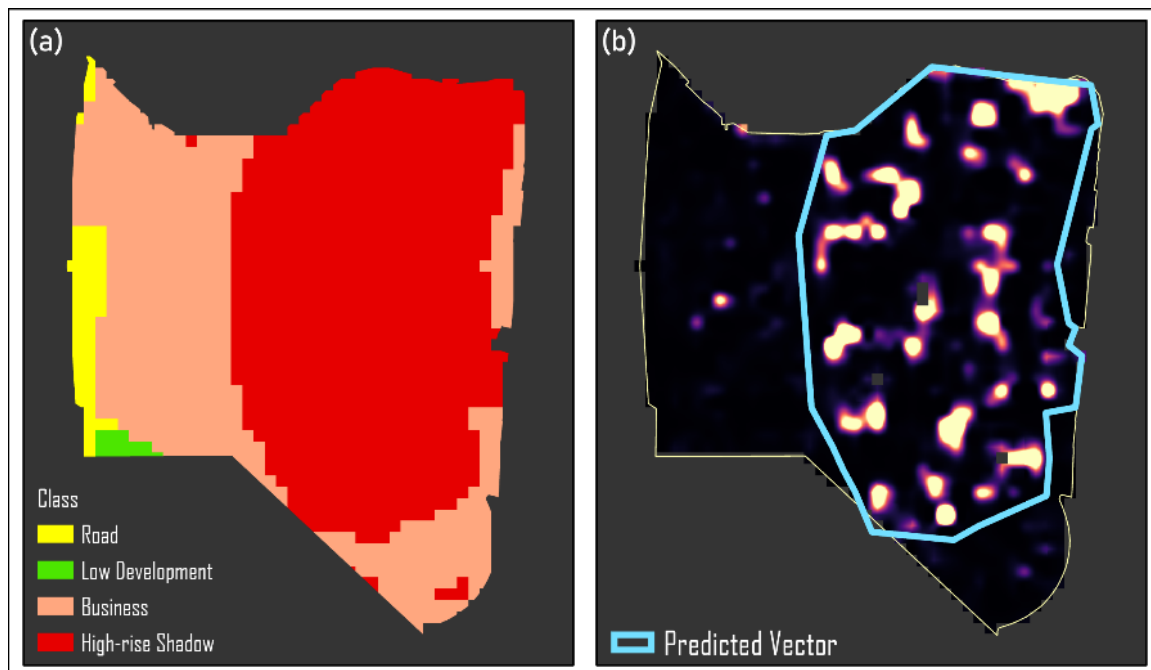 (a)
Class
Road
Low Development
Business
High-rise Shadow
(b)
Predicted Vector